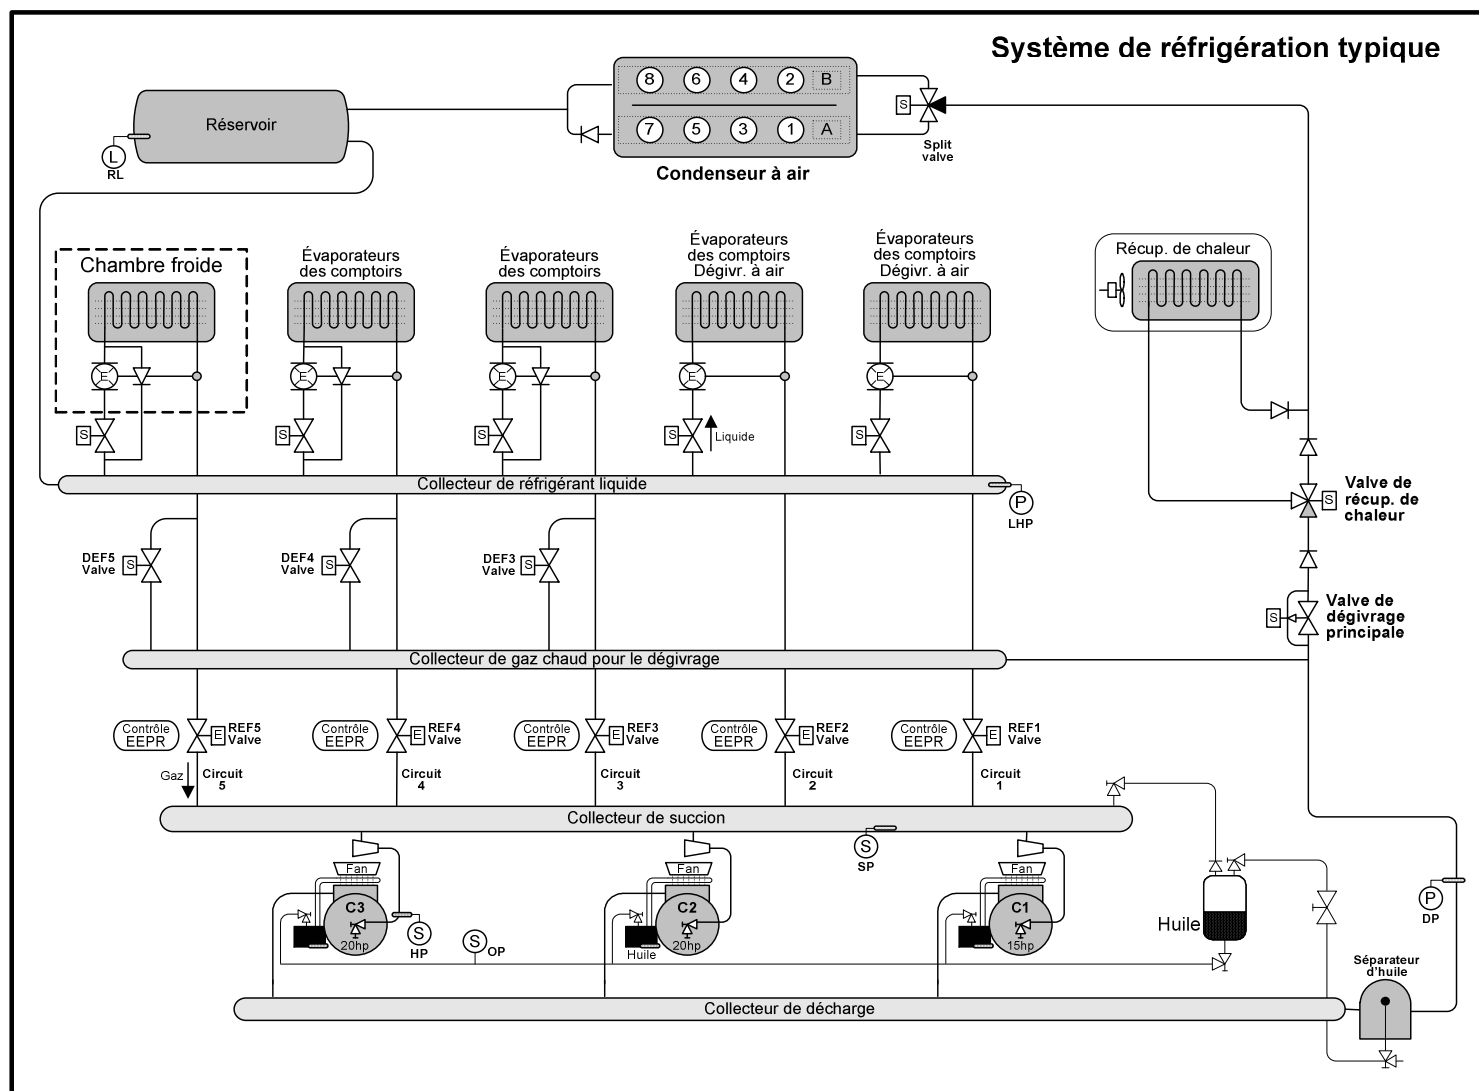 Système de réfrigération typique
8 6 4 2 B
7 5 3 1 A
S
Split
valve
Condenseur à air
Réservoir
L
RL
Chambre froide
Évaporateurs
des comptoirs
Évaporateurs
des comptoirs
Évaporateurs
des comptoirs
Dégivr. à air
Évaporateurs
des comptoirs
Dégivr. à air
Récup. de chaleur
E
E
E
E
E
S
S
S
S
Liquide
S
Collecteur de réfrigérant liquide
P
LHP
Valve de
récup. de
chaleur
S
DEF5
Valve
S
DEF4
Valve
S
DEF3
Valve
S
S
Valve de
dégivrage
principale
Collecteur de gaz chaud pour le dégivrage
Contrôle
EEPR
E
REF5
Valve
Contrôle
EEPR
E
REF4
Valve
Contrôle
EEPR
E
REF3
Valve
Contrôle
EEPR
E
REF2
Valve
Contrôle
EEPR
E
REF1
Valve
Gaz
Circuit
5
Circuit
4
Circuit
3
Circuit
2
Circuit
1
Collecteur de succion
S
SP
Fan
C3
20hp
S
HP
S
OP
Fan
C2
20hp
Huile
Fan
C1
15hp
Huile
P
DP
Séparateur
d'huile
Collecteur de décharge